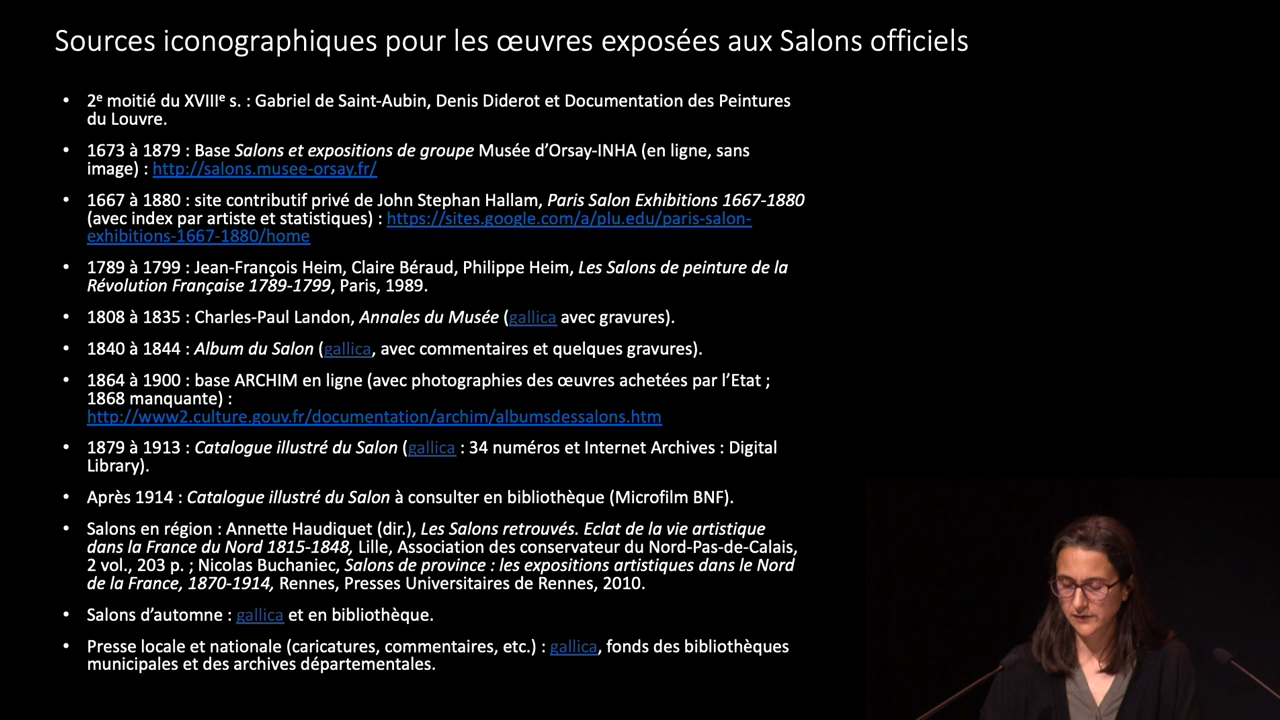 Sources iconographiques pour les œuvres exposées aux Salons officiels
• 2e moitié du XVIIIe s. : Gabriel de Saint-Aubin, Denis Diderot et Documentation des Peintures
du Louvre.
• 1673 à 1879 : Base Salons et expositions de groupe Musée d'Orsay-INHA (en ligne, sans
image) : http://salons.musee-orsay.fr/
• 1667 à 1880 : site contributif privé de John Stephan Hallam, Paris Salon Exhibitions 1667-1880
(avec index par artiste et statistiques) : https://sites.google.com/a/plu.edu/paris-salon-
exhibitions-1667-1880/home
• 1789 à 1799 : Jean-François Heim, Claire Béraud, Philippe Heim, Les Salons de peinture de la
Révolution Française 1789-1799, Paris, 1989.
• 1808 à 1835 : Charles-Paul Landon, Annales du Musée (gallica avec gravures).
• 1840 à 1844 : Album du Salon (gallica, avec commentaires et quelques gravures).
• 1864 à 1900 : base ARCHIM en ligne (avec photographies des œuvres achetées par l'Etat ;
1868 manquante) :
http://www2.culture.gouv.fr/documentation/archim/albumsdessalons.htm
• 1879 à 1913 : Catalogue illustré du Salon (gallica : 34 numéros et Internet Archives : Digital
Library).
• Après 1914 : Catalogue illustré du Salon à consulter en bibliothèque (Microfilm BNF).
• Salons en région : Annette Haudiquet (dir.), Les Salons retrouvés. Eclat de la vie artistique
dans la France du Nord 1815-1848, Lille, Association des conservateur du Nord-Pas-de-Calais,
2 vol., 203 p. ; Nicolas Buchaniec, Salons de province : les expositions artistiques dans le Nord
de la France, 1870-1914, Rennes, Presses Universitaires de Rennes, 2010.
• Salons d'automne : gallica et en bibliothèque.
• Presse locale et nationale (caricatures, commentaires, etc.) : gallica, fonds des bibliothèques
municipales et des archives départementales.